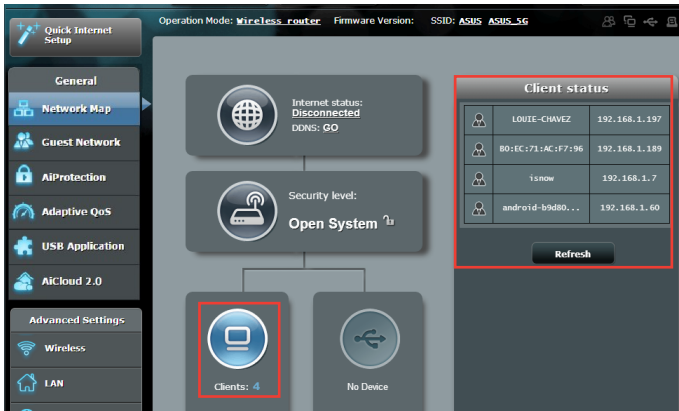 Quick Internet
Setup
Operation Mode: Wireless router Firmware Version: SSID: ASUS ASUS_5G
General
Network Map
Guest Network
AiProtection
Adaptive QoS
USB Application
AiCloud 2.0
Advanced Settings
Wireless
LAN
Internet status:
Disconnected
DDNS: GO
Security level:
Open System
Clients: 4
No Device
Client status
LOUIE-CHAVEZ 192.168.1.197
80:EC:71:AC:F7:96 192.168.1.189
isnow 192.168.1.7
android-b9d80... 192.168.1.60
Refresh